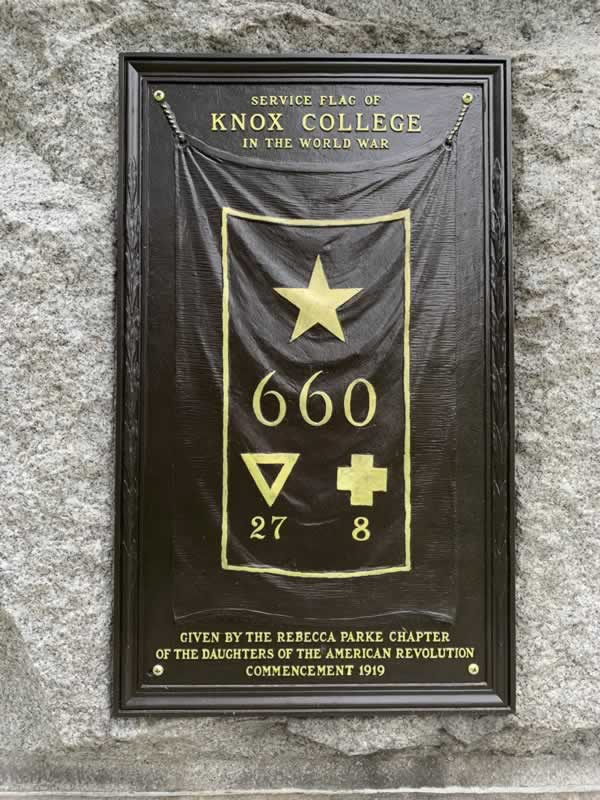 SERVICE FLAG OF
KNOX COLLEGE
IN THE WORLD WAR
660
27 8
GIVEN BY THE REBECCA PARKE CHAPTER
OF THE DAUGHTERS OF THE AMERICAN REVOLUTION
COMMENCEMENT 1919